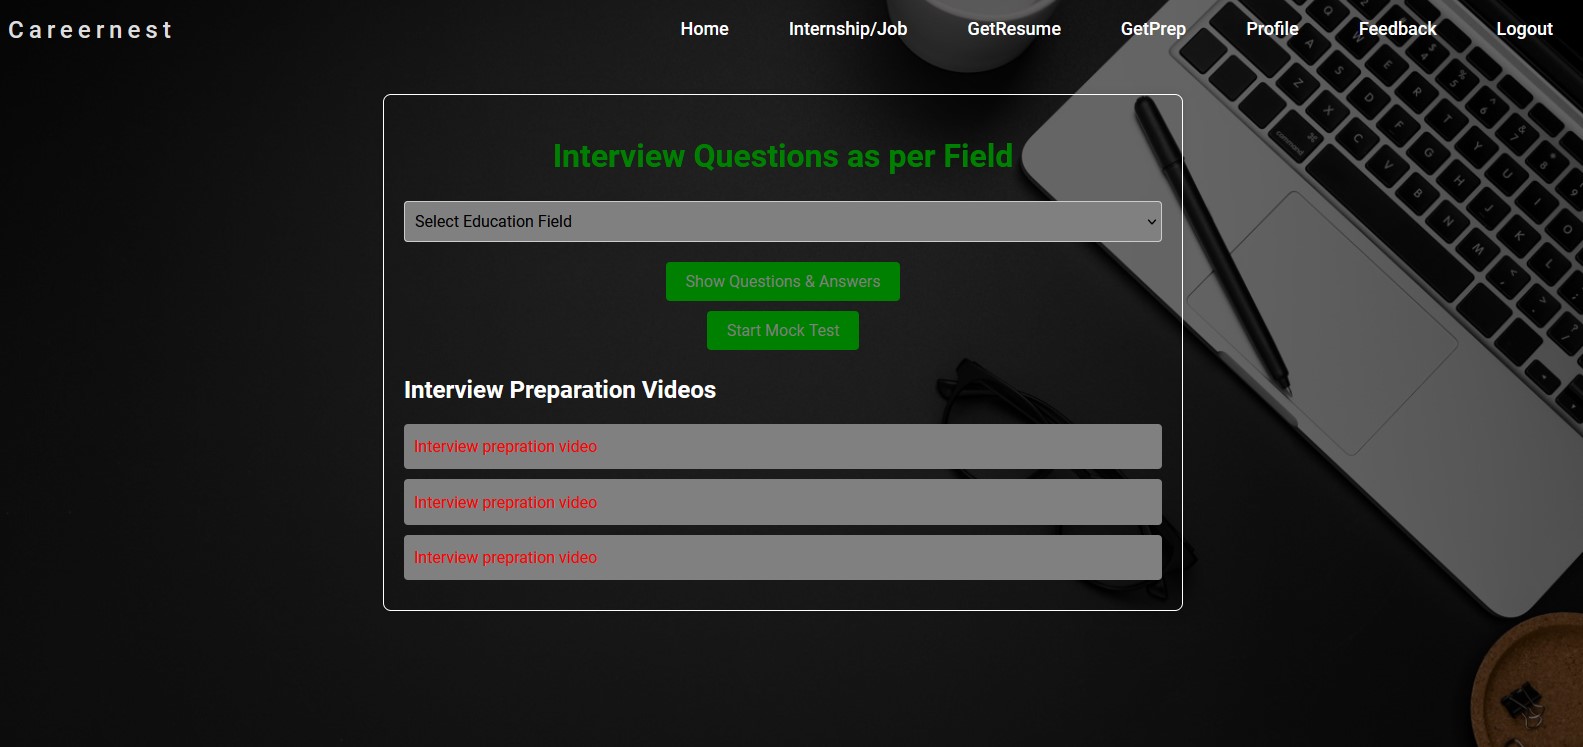 Careernest
Home Internship/Job GetResume GetPrep Profile Feedback Logout
Interview Questions as per Field
Select Education Field
Show Questions & Answers
Start Mock Test
Interview Preparation Videos
Interview prepration video
Interview prepration video
Interview prepration video